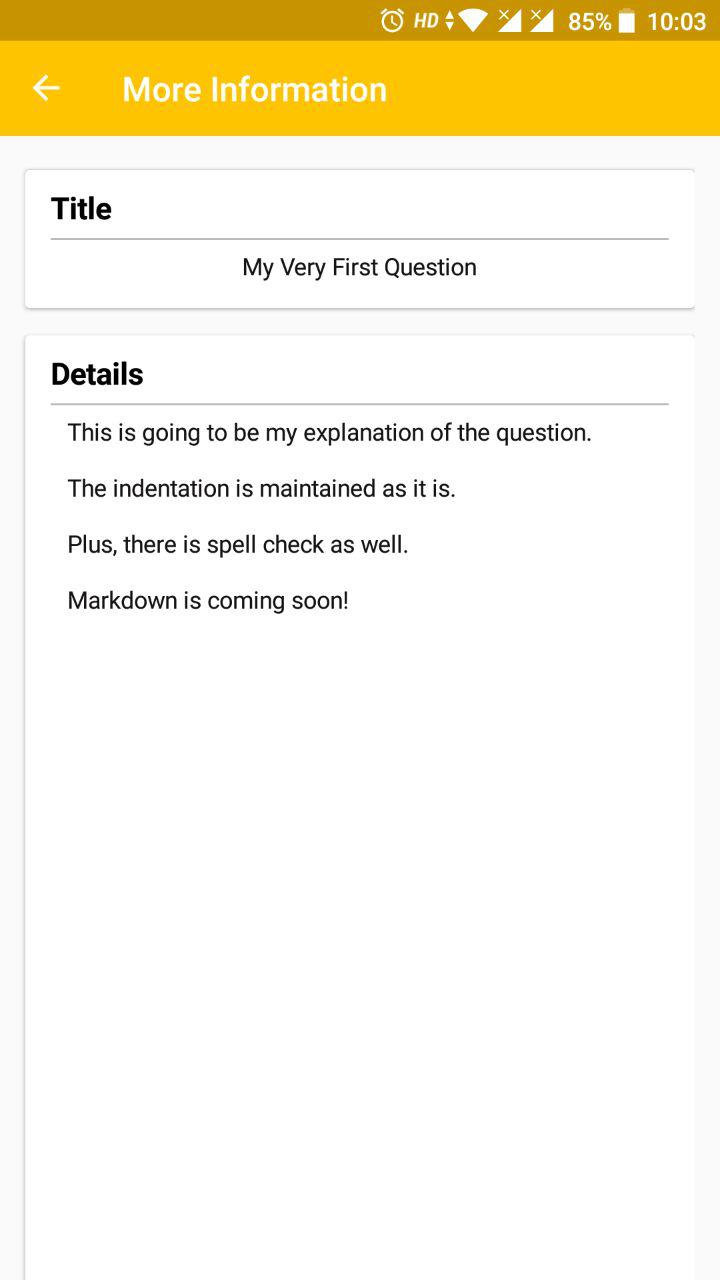 HD 85% 10:03
More Information
Title
My Very First Question
Details
This is going to be my explanation of the question.
The indentation is maintained as it is.
Plus, there is spell check as well.
Markdown is coming soon!